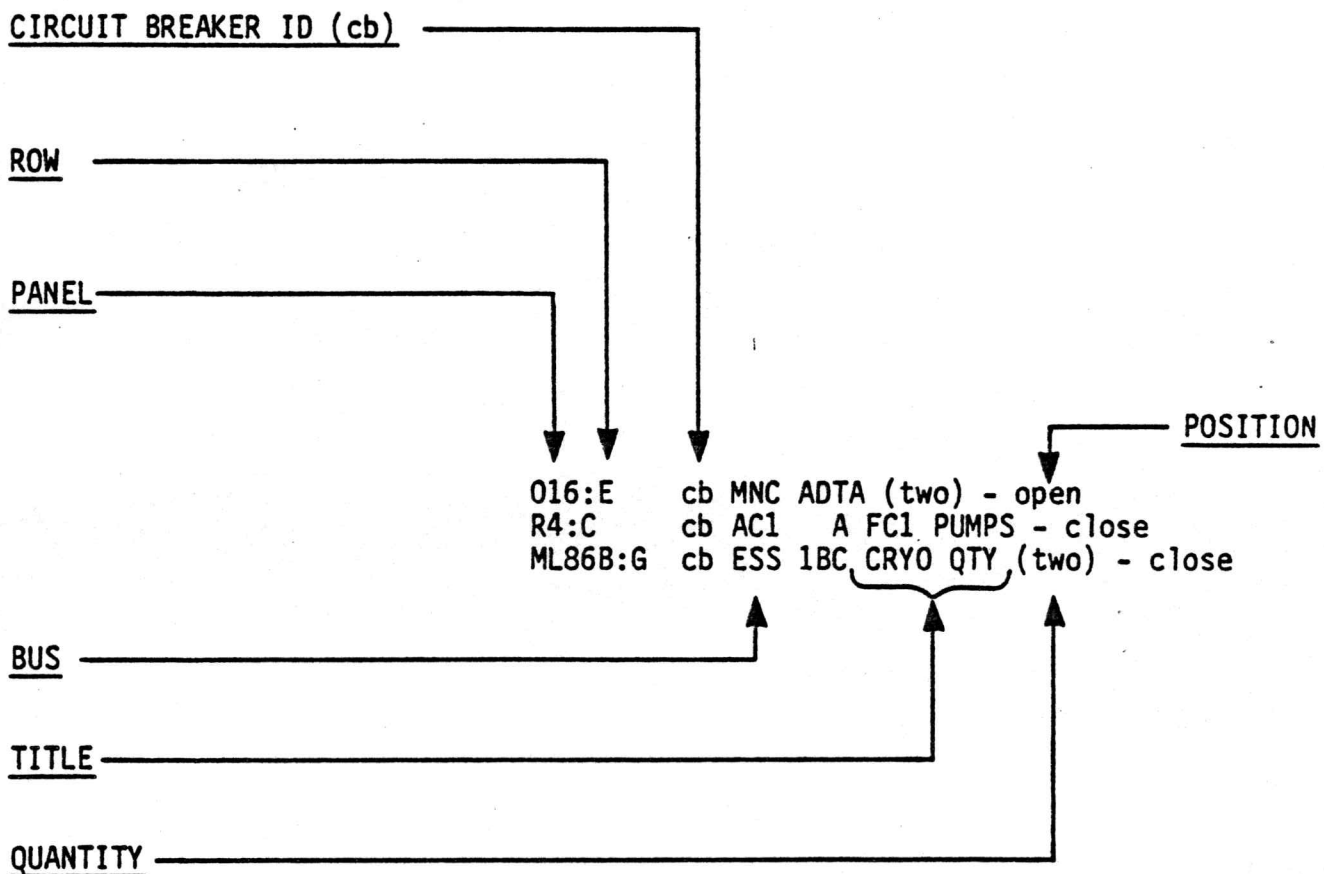 CIRCUIT BREAKER ID (cb)
ROW
PANEL
POSITION
O16:E cb MNC ADTA (two) - open
R4:C cb AC1 A FC1 PUMPS - close
ML86B:G cb ESS 1BC CRYO QTY (two) - close
BUS
TITLE
QUANTITY